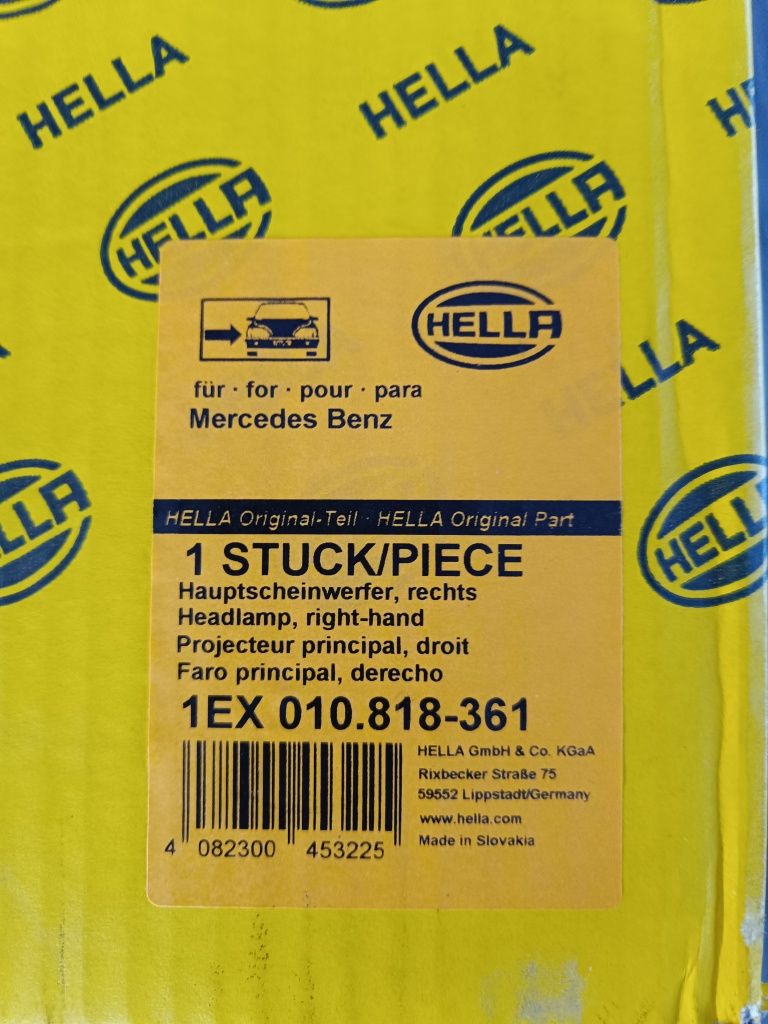 HELLA
HELLA
HELLA
HELLA
HELLA
für · for · pour · para
Mercedes Benz
HELLA
HELLA
HELLA
HELLA Original-Teil · HELLA Original Part
1 STUCK/PIECE
Hauptscheinwerfer, rechts
Headlamp, right-hand
Projecteur principal, droit
Faro principal, derecho
1EX 010.818-361
HELLA GmbH & Co. KGaA
Rixbecker Straße 75
59552 Lippstadt/Germany
www.hella.com
Made in Slovakia
4 082300 453225